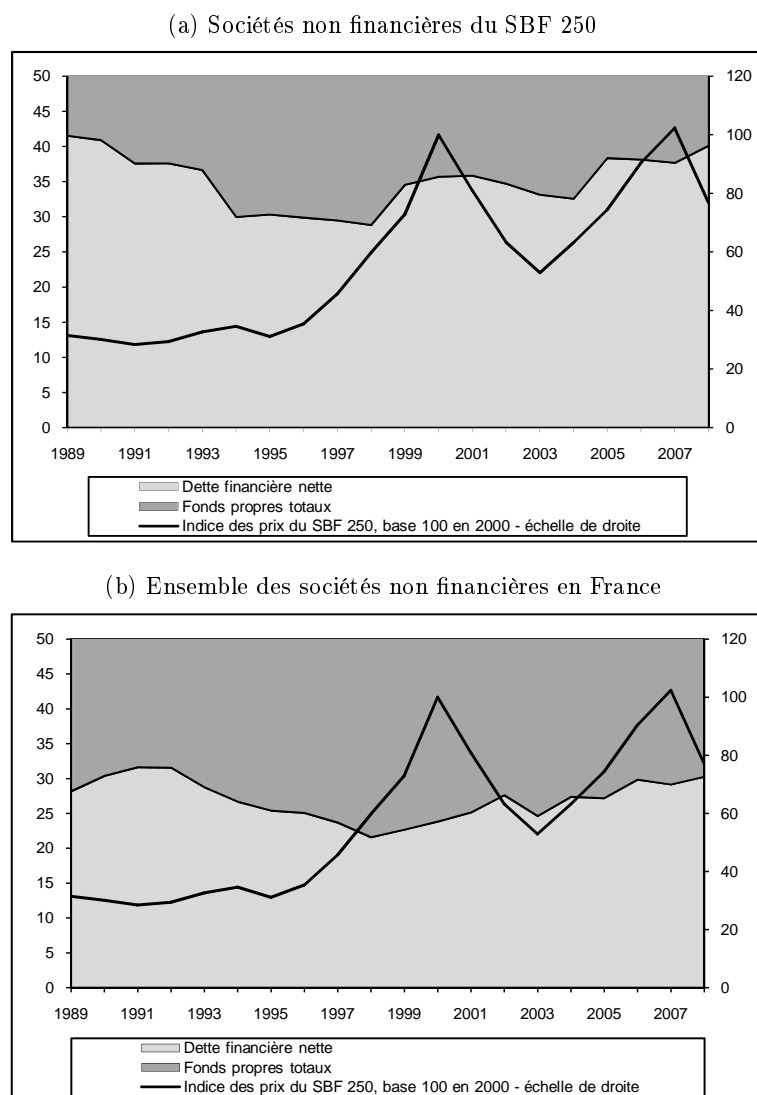 (a) Sociétés non financières du SBF 250
50 120
45
40 100
35
80
30
25 60
20
40
15
10
20
5
0 0
1989 1991 1993 1995 1997 1999 2001 2003 2005 2007
Dette financière nette
Fonds propres totaux
Indice des prix du SBF 250, base 100 en 2000 - échelle de droite
(b) Ensemble des sociétés non financières en France
50 120
45
40 100
35
80
30
25 60
20
40
15
10
20
5
0 0
1989 1991 1993 1995 1997 1999 2001 2003 2005 2007
Dette financière nette
Fonds propres totaux
Indice des prix du SBF 250, base 100 en 2000 - échelle de droite